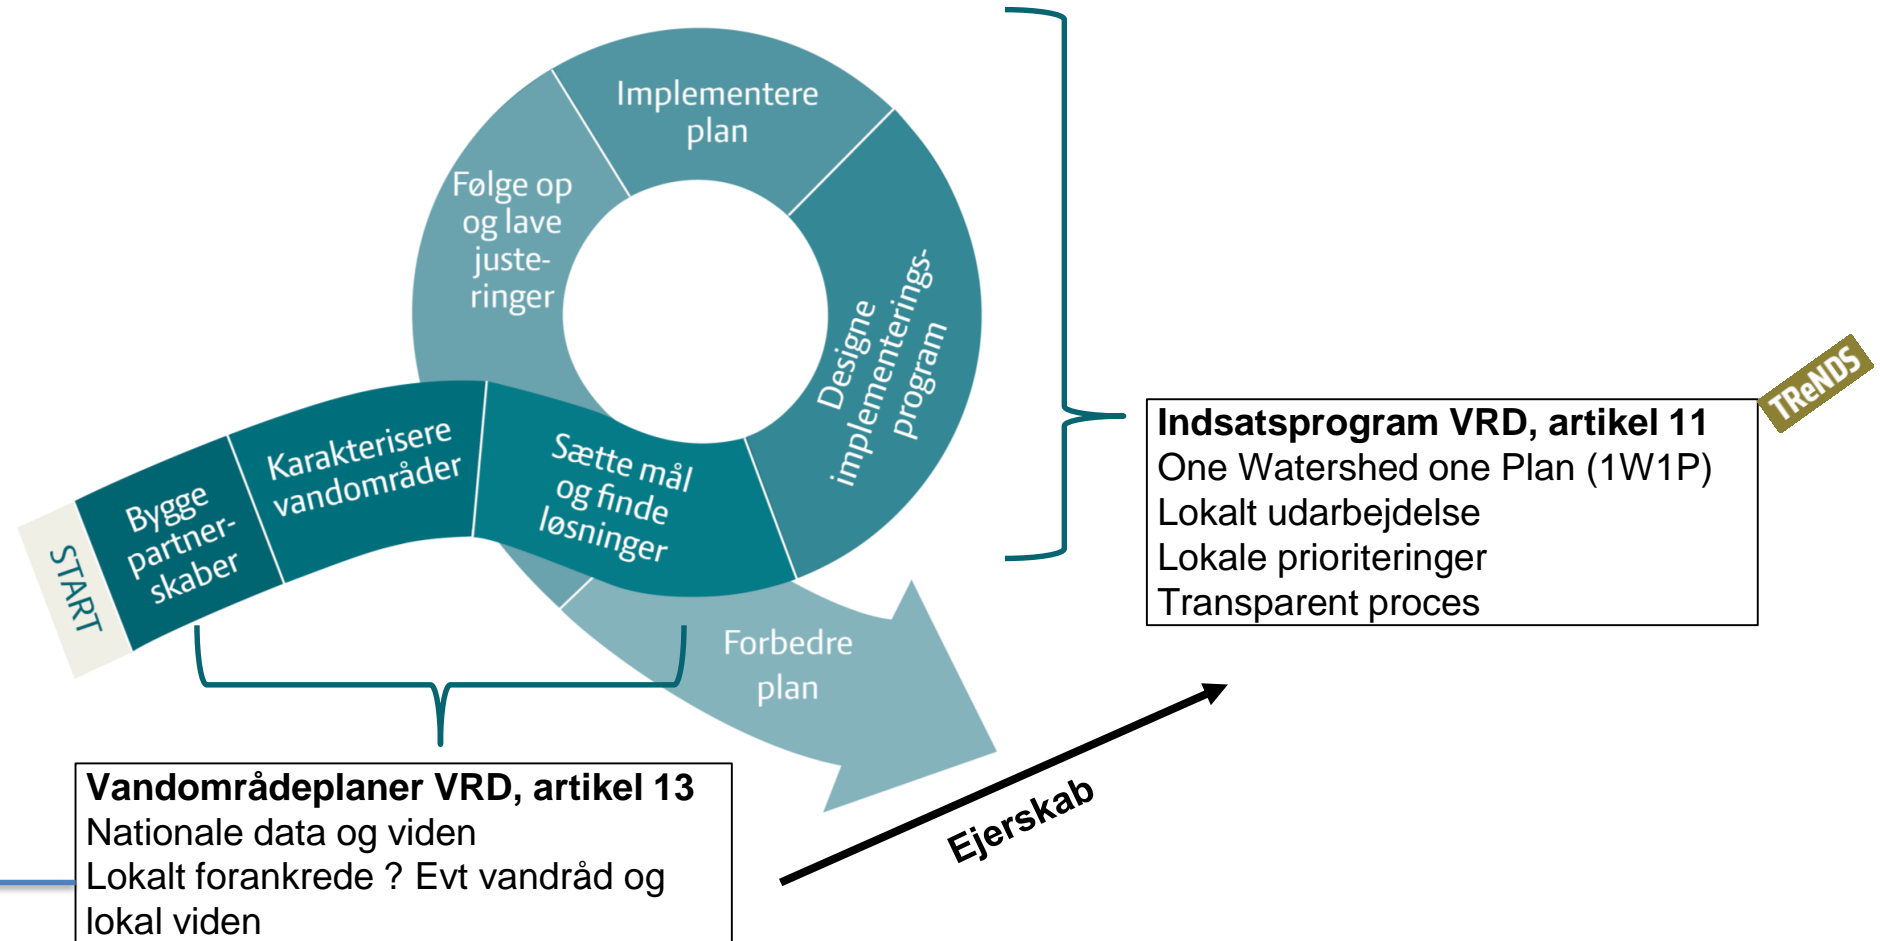 START
Bygge
partner-
skaber
Karakterisere
vandområder
Sætte mål
og finde
løsninger
Designe
implementerings-
program
Implementere
plan
Følge op
og lave
juste-
ringer
Forbedre
plan
Indsatsprogram VRD, artikel 11
One Watershed one Plan (1W1P)
Lokalt udarbejdelse
Lokale prioriteringer
Transparent proces
TReNDS
Ejerskab
Vandområdeplaner VRD, artikel 13
Nationale data og viden
Lokalt forankrede ? Evt vandråd og
lokal viden